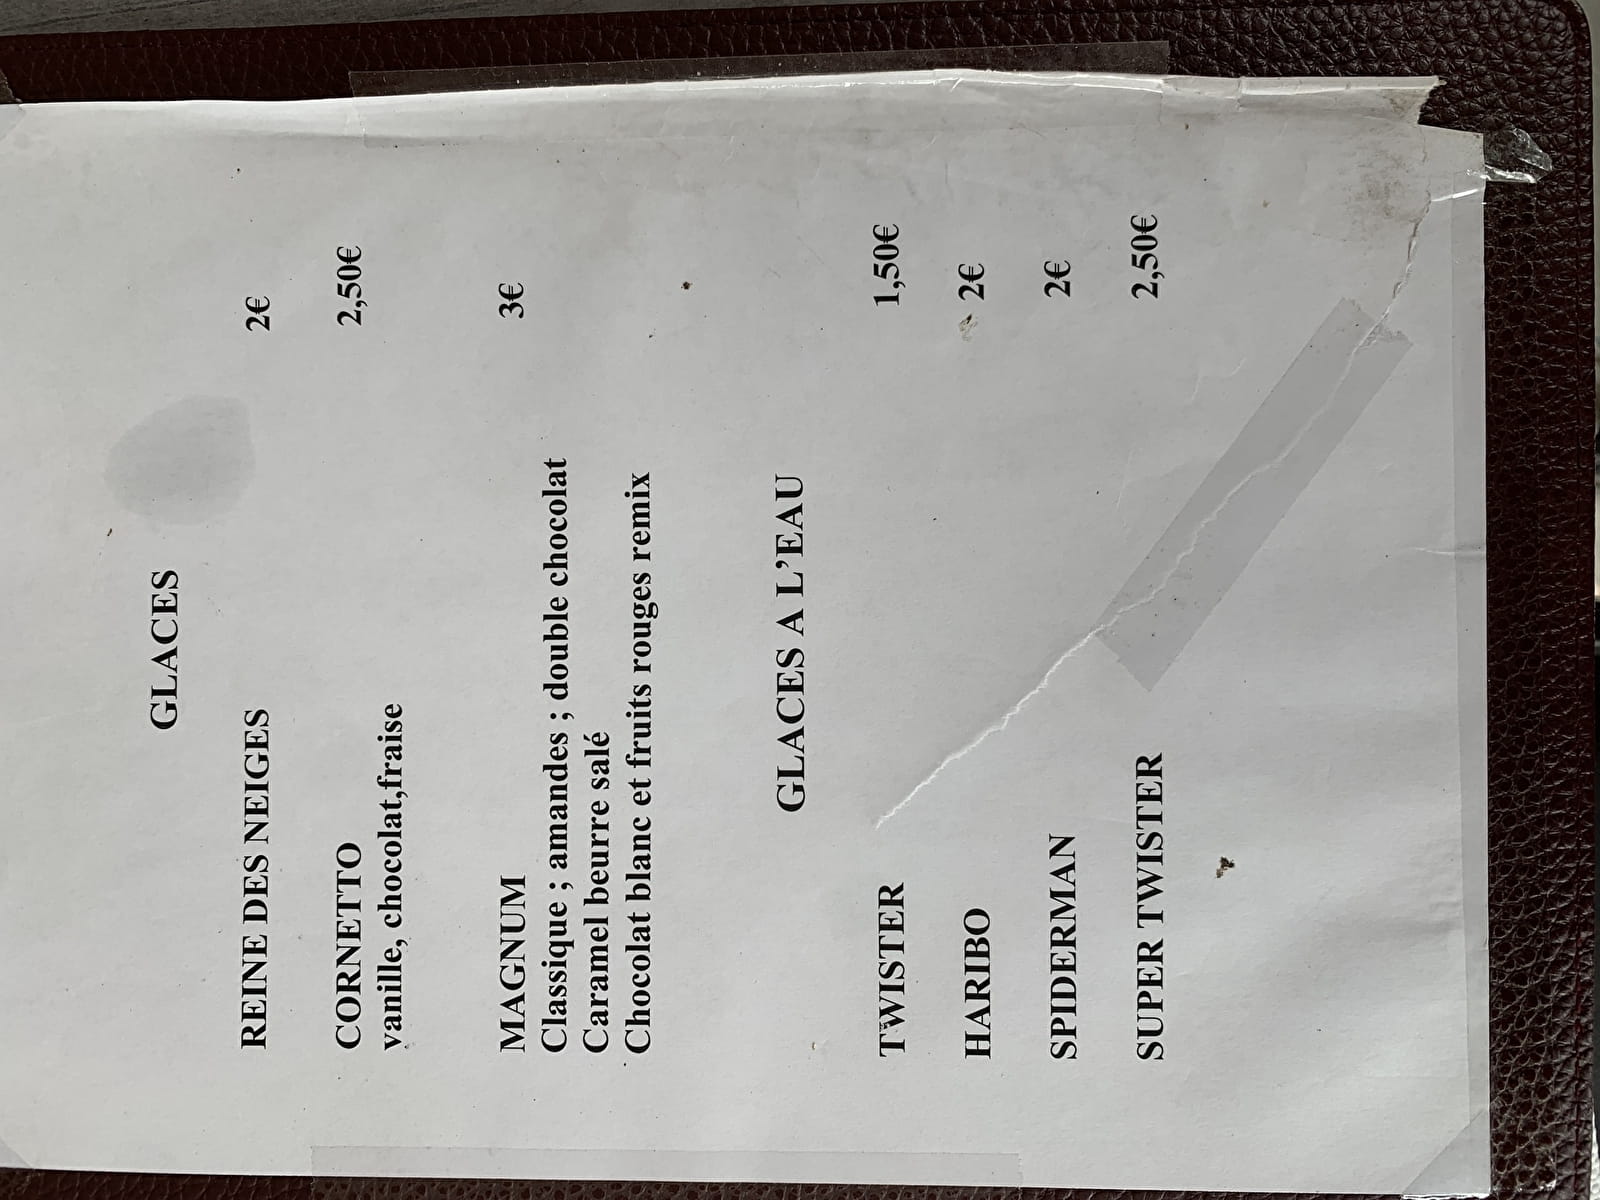 GLACES
REINE DES NEIGES 2€
CORNETTO 2,50€
vanille, chocolat,fraise
MAGNUM 3€
Classique ; amandes ; double chocolat
Caramel beurre salé
Chocolat blanc et fruits rouges remix
GLACES A L’EAU
TWISTER 1,50€
HARIBO 2€
SPIDERMAN 2€
SUPER TWISTER 2,50€